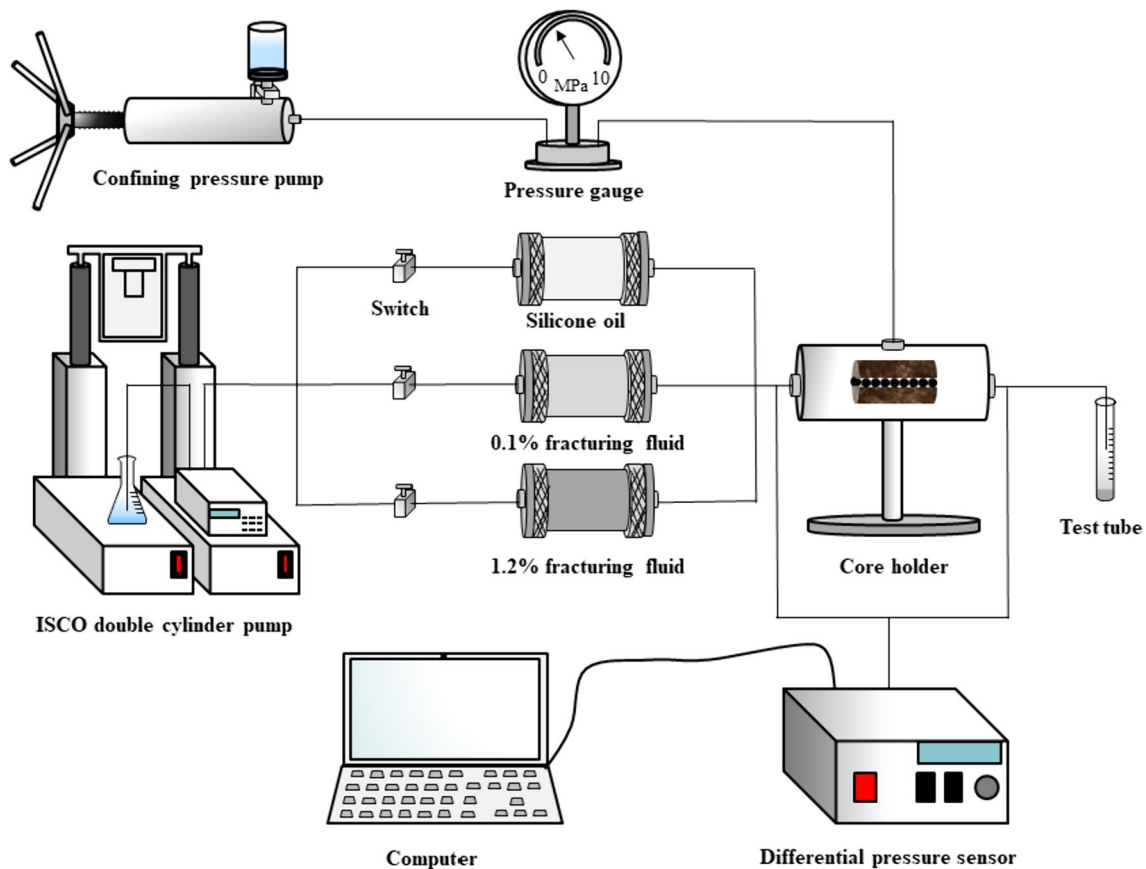 0 10
MPa
Confining pressure pump
Pressure gauge
Switch
Silicone oil
0.1% fracturing fluid
1.2% fracturing fluid
Test tube
Core holder
ISCO double cylinder pump
Computer
Differential pressure sensor